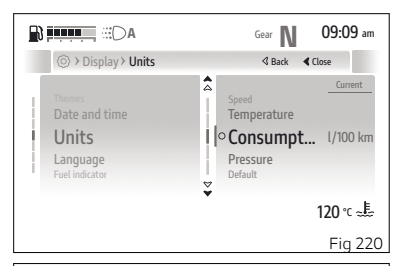 A Gear N 09:09 am
> Display > Units Back Close
Current
Themes
Date and time
Units
Language
Fuel indicator
Speed
Temperature
Consumpt... l/100 km
Pressure
Default
120 °C
Fig 220